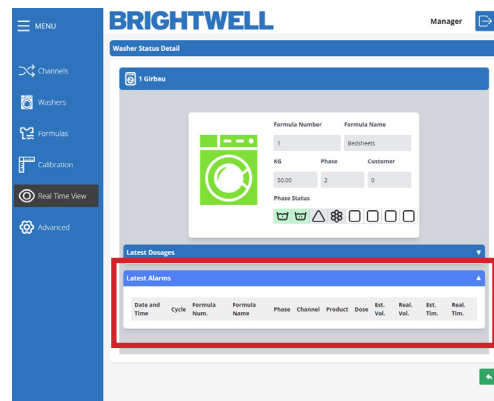 MENU
BRIGHTWELL
Manager
Washer Status Detail
Channels
Washers
Formulas
Calibration
Real Time View
Advanced
1 Girbau
Formula Number Formula Name
1 Bedsheets
KG Phase Customer
50.00 2 0
Phase Status
Latest Dosages
Latest Alarms
Date and Time Cycle Formula Num. Formula Name Phase Channel Product Dose Est. Vol. Real. Vol. Est. Tim. Real. Tim.